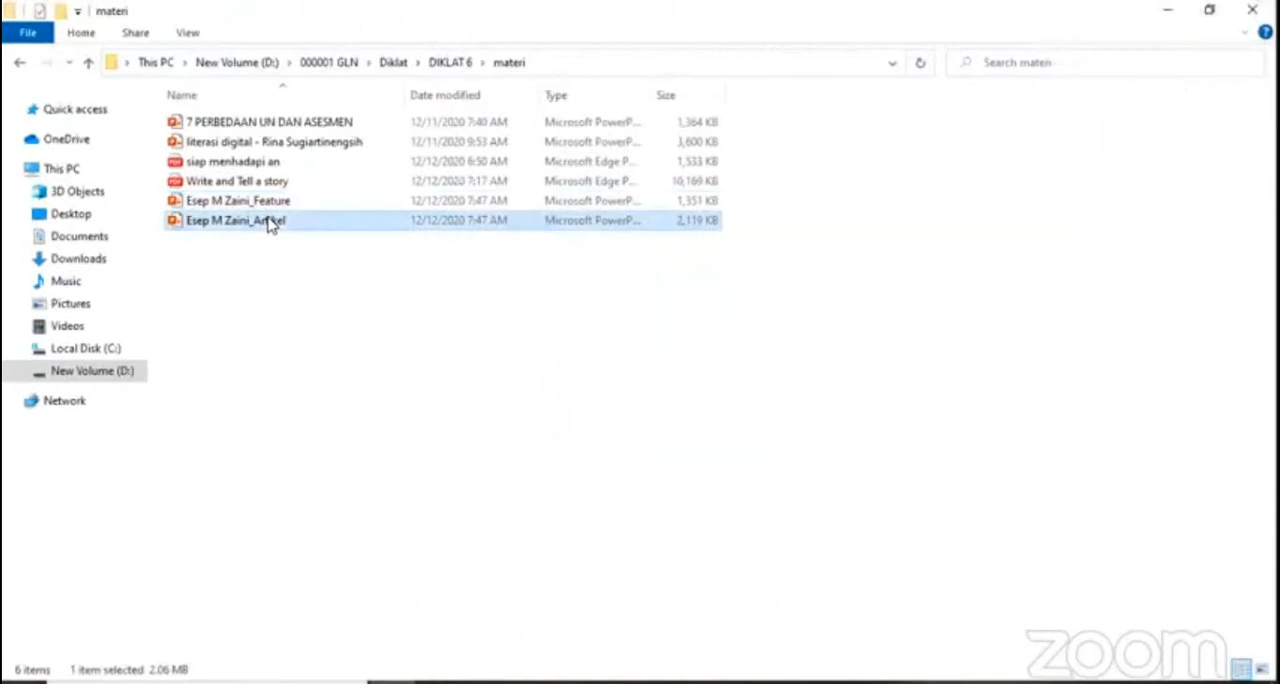 materi
File Home Share View
This PC New Volume (D:) 000001 GLN Diklat DIKLAT 6 materi
Search materi
Name Date modified Type Size
7 PERBEDAAN UN DAN ASESMEN 12/11/2020 7:40 AM Microsoft PowerP... 1,364 KB
literasi digital - Rina Sugiartinengsih 12/11/2020 9:53 AM Microsoft PowerP... 3,600 KB
siap menhadapi an 12/12/2020 6:50 AM Microsoft Edge P... 1,533 KB
Write and Tell a story 12/12/2020 7:17 AM Microsoft Edge P... 10,169 KB
Esep M Zaini_Feature 12/12/2020 7:47 AM Microsoft PowerP... 1,351 KB
Esep M Zaini_Artikel 12/12/2020 7:47 AM Microsoft PowerP... 2,119 KB
Quick access
OneDrive
This PC
3D Objects
Desktop
Documents
Downloads
Music
Pictures
Videos
Local Disk (C:)
New Volume (D:)
Network
6 items 1 item selected 2.06 MB
zoom